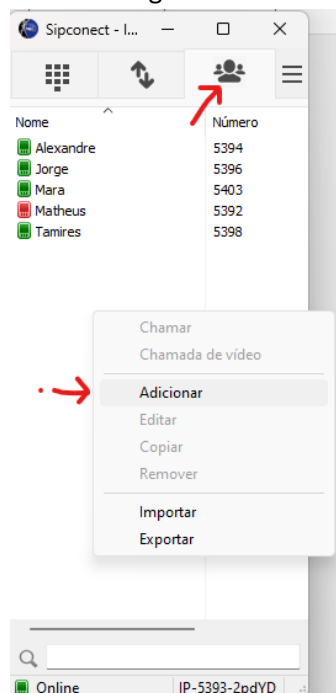 Sipconect - I...
Nome Número
Alexandre 5394
Jorge 5396
Mara 5403
Matheus 5392
Tamires 5398
Chamar
Chamada de vídeo
Adicionar
Editar
Copiar
Remover
Importar
Exportar
Online IP-5393-2pdYD